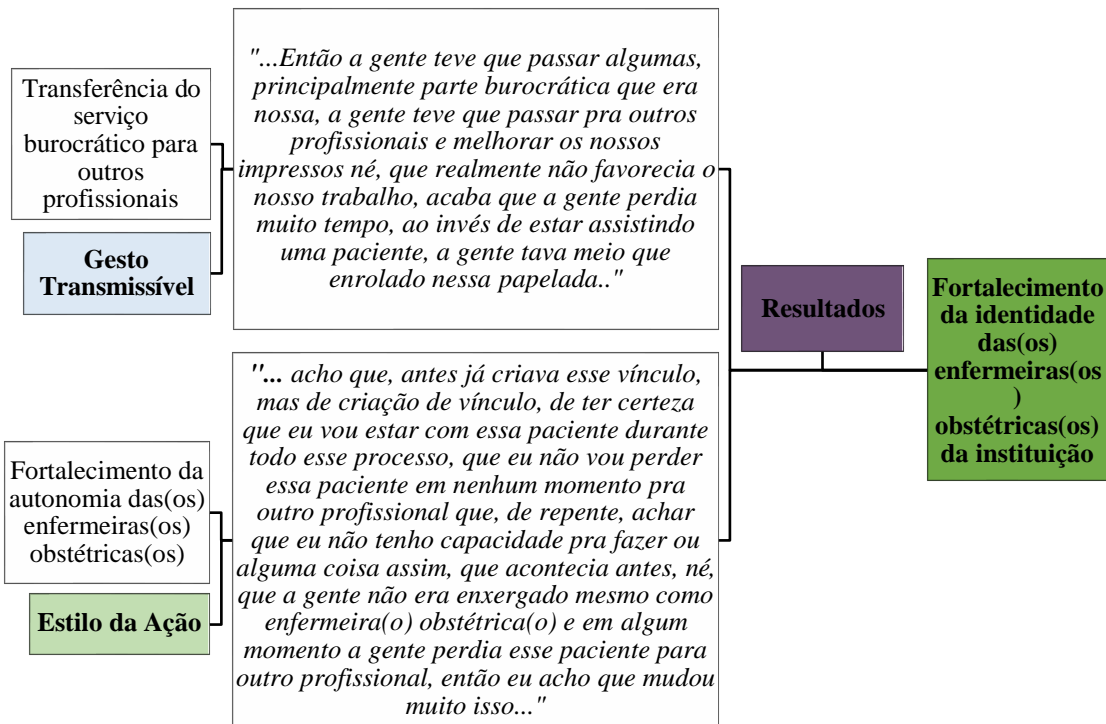 Transferência do
serviço
burocrático para
outros
profissionais
Gesto
Transmissível
"...Então a gente teve que passar algumas,
principalmente parte burocrática que era
nossa, a gente teve que passar pra outros
profissionais e melhorar os nossos
impressos né, que realmente não favorecia o
nosso trabalho, acaba que a gente perdia
muito tempo, ao invés de estar assistindo
uma paciente, a gente tava meio que
enrolado nessa papelada.."
Fortalecimento da
autonomia das(os)
enfermeiras(os)
obstétricas(os)
Estilo da Ação
"... acho que, antes já criava esse vínculo,
mas de criação de vínculo, de ter certeza
que eu vou estar com essa paciente durante
todo esse processo, que eu não vou perder
essa paciente em nenhum momento pra
outro profissional que, de repente, achar
que eu não tenho capacidade pra fazer ou
alguma coisa assim, que acontecia antes, né,
que a gente não era enxergado mesmo como
enfermeira(o) obstétrica(o) e em algum
momento a gente perdia esse paciente para
outro profissional, então eu acho que mudou
muito isso..."
Resultados
Fortalecimento
da identidade
das(os)
enfermeiras(os
)
obstétricas(os)
da instituição